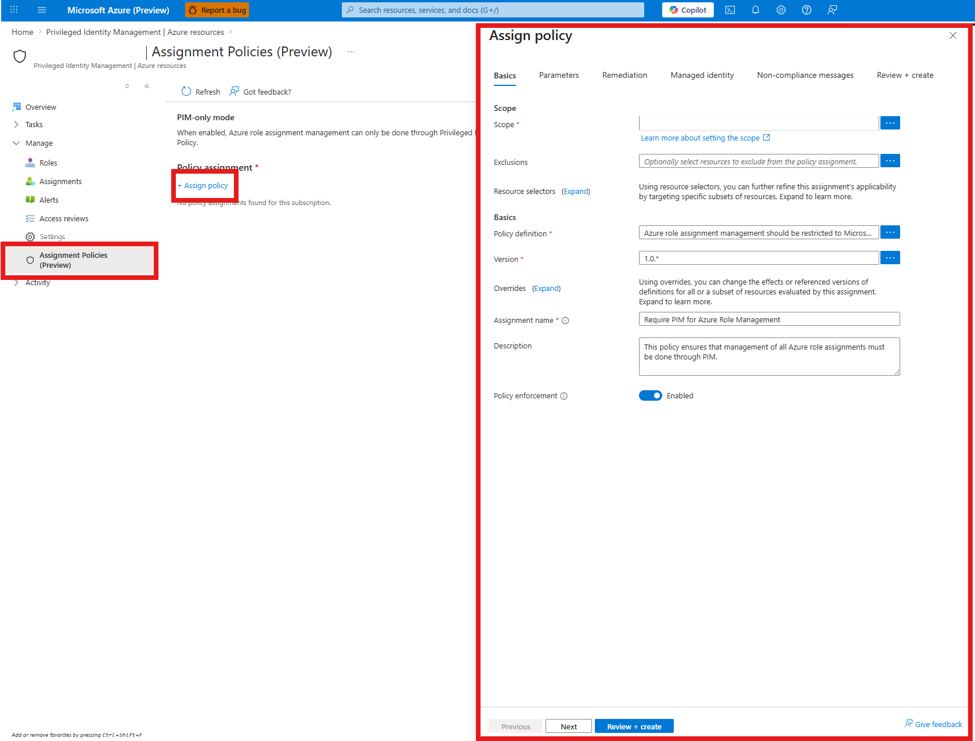 Microsoft Azure (Preview)
Report a bug
Search resources, services, and docs (G+/)
Copilot
Home > Privileged Identity Management | Azure resources >
| Assignment Policies (Preview) ...
Privileged Identity Management | Azure resources
Overview
Tasks
Manage
Roles
Assignments
Alerts
Access reviews
Settings
Assignment Policies
(Preview)
Activity
Add or remove favorites by pressing Ctrl+Shift+F
Refresh
Got feedback?
PIM-only mode
When enabled, Azure role assignment management can only be done through Privileged
Policy.
Policy assignment *
+ Assign policy
No policy assignments found for this subscription.
Assign policy
Basics
Parameters
Remediation
Managed identity
Non-compliance messages
Review + create
Scope
Scope *
...
Learn more about setting the scope
Exclusions
Optionally select resources to exclude from the policy assignment.
...
Resource selectors (Expand)
Using resource selectors, you can further refine this assignment's applicability
by targeting specific subsets of resources. Expand to learn more.
Basics
Policy definition *
Azure role assignment management should be restricted to Micros...
...
Version *
1.0.*
...
Overrides (Expand)
Using overrides, you can change the effects or referenced versions of
definitions for all or a subset of resources evaluated by this assignment.
Expand to learn more.
Assignment name *
Require PIM for Azure Role Management
Description
This policy ensures that management of all Azure role assignments must
be done through PIM.
Policy enforcement
Enabled
Previous
Next
Review + create
Give feedback